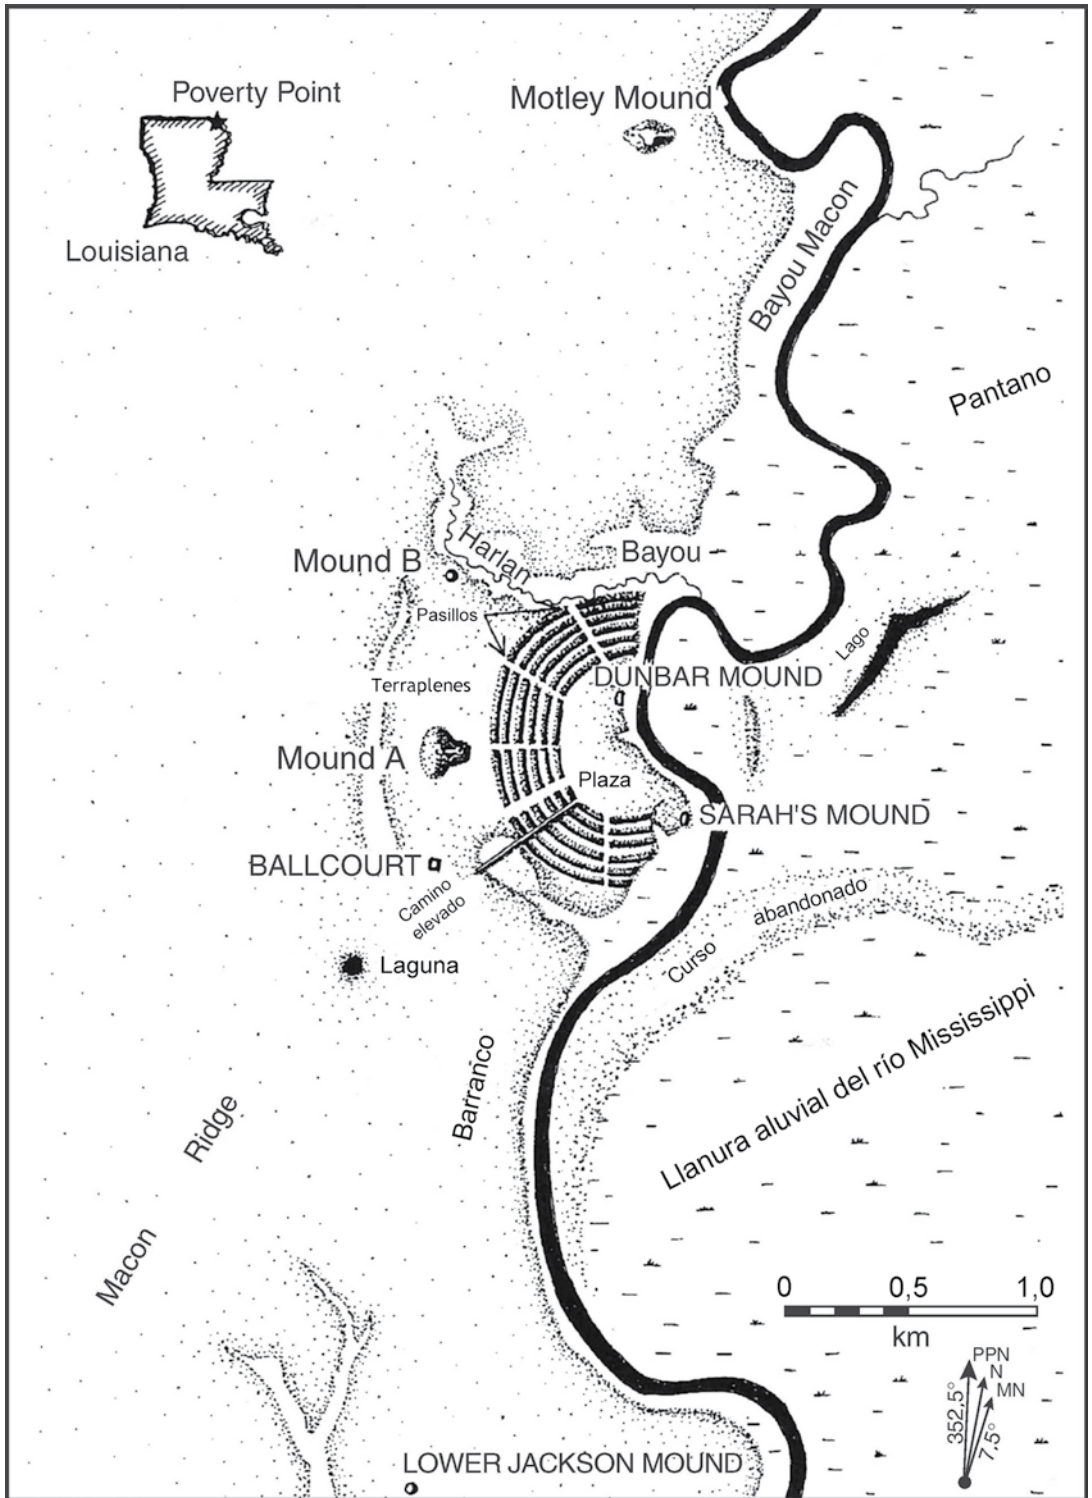 Poverty Point
Louisiana
Motley Mound
Bayou Macon
Pantano
Mound B
Harlan
Bayou
Pasillos
Lago
Terraplenes
DUNBAR MOUND
Mound A
Plaza
SARAH'S MOUND
BALLCOURT
Camino
elevado
Curso
abandonado
Laguna
Llanura aluvial del río Mississippi
Barranco
Macon
Ridge
0 0,5 1,0
km
PPN
N
MN
352,5°
7,5°
LOWER JACKSON MOUND